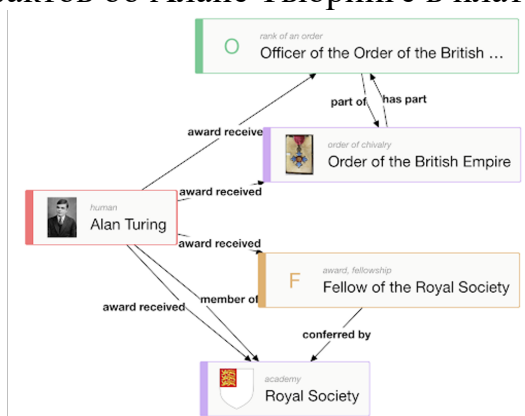 rank of an order
Officer of the Order of the British ...
part of
has part
award receive
order of chivalry
Order of the British Empire
award received
human
Alan Turing
award received
award, fellowship
Fellow of the Royal Society
award received
member of
conferred by
academy
Royal Society